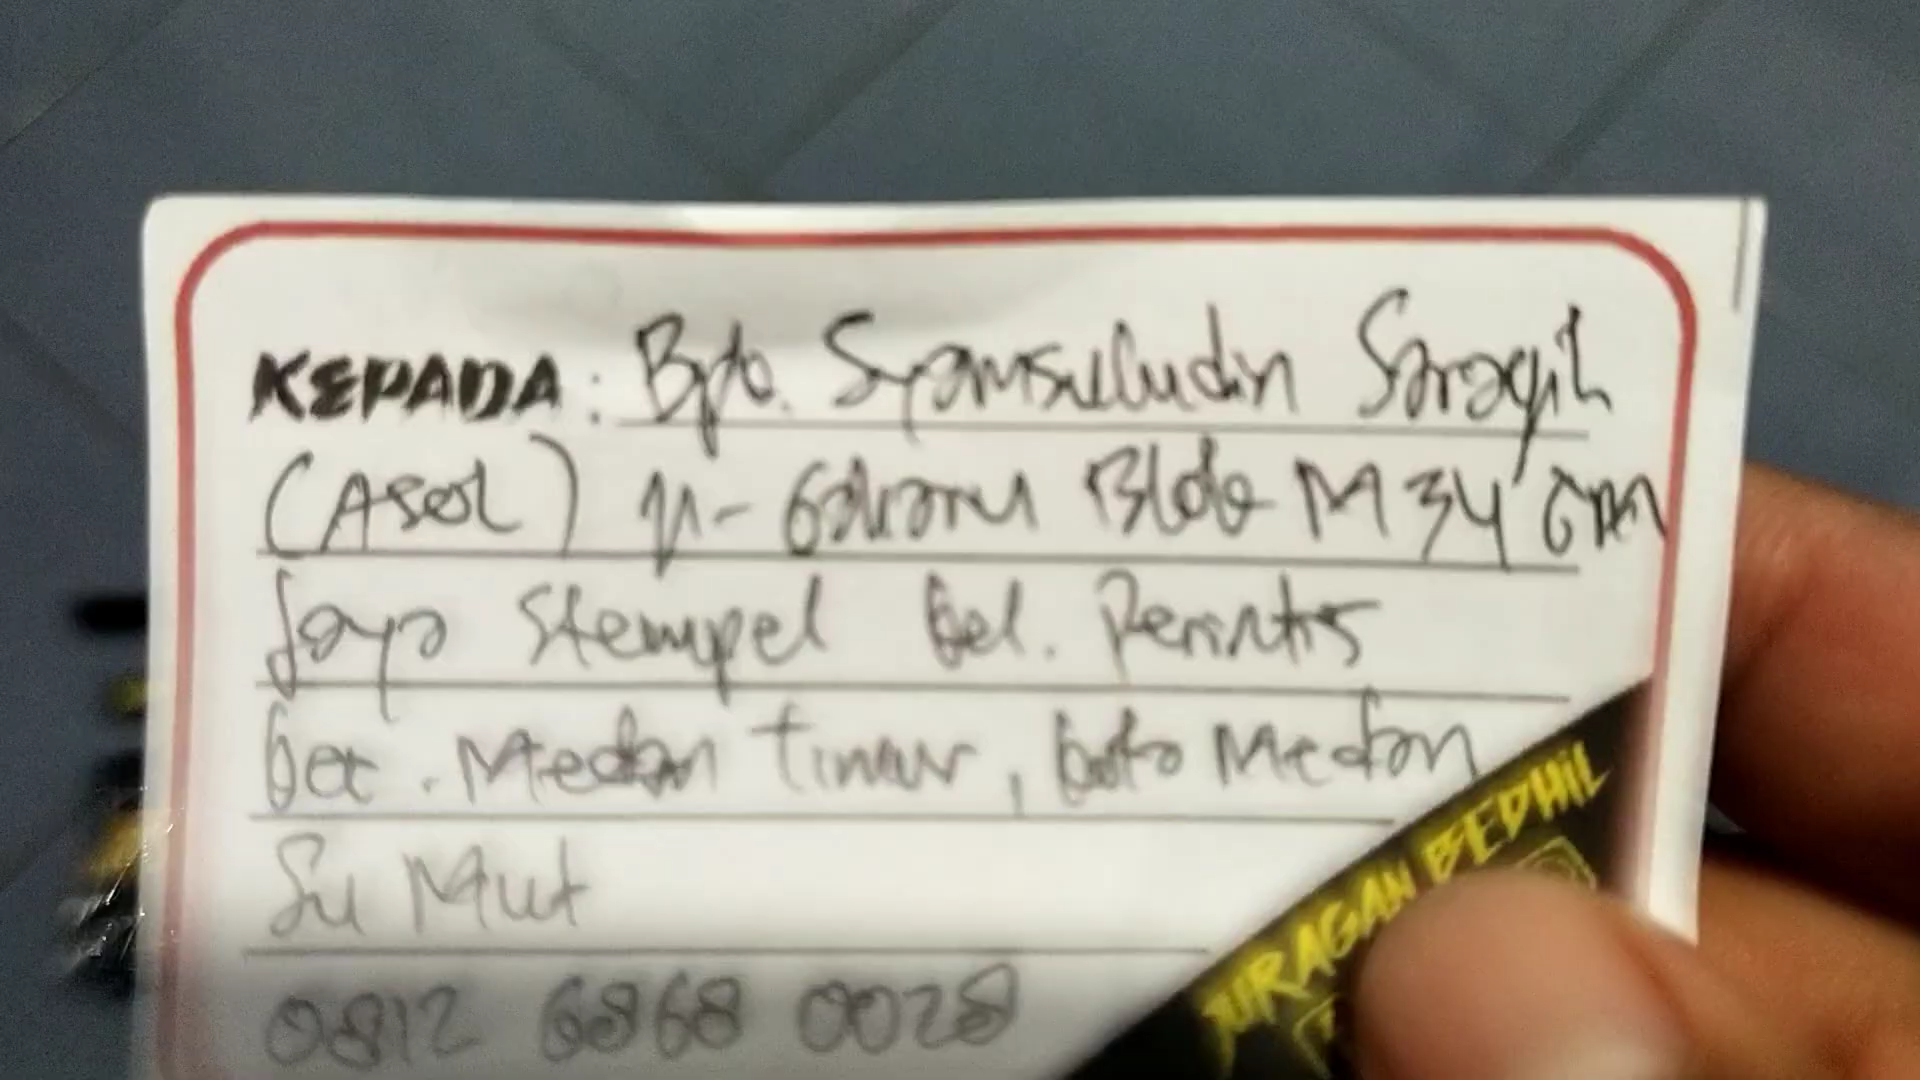 KEPADA : Bpk. Syamsuludin Saragih
(Asol) Jl- Gaharu Blok M 34 Gm
Jaya Stempel kel. Perintis
kec. Medan Timur, kota Medan
Su Mut
0812 6868 0028
JURAGAN BEDHIL